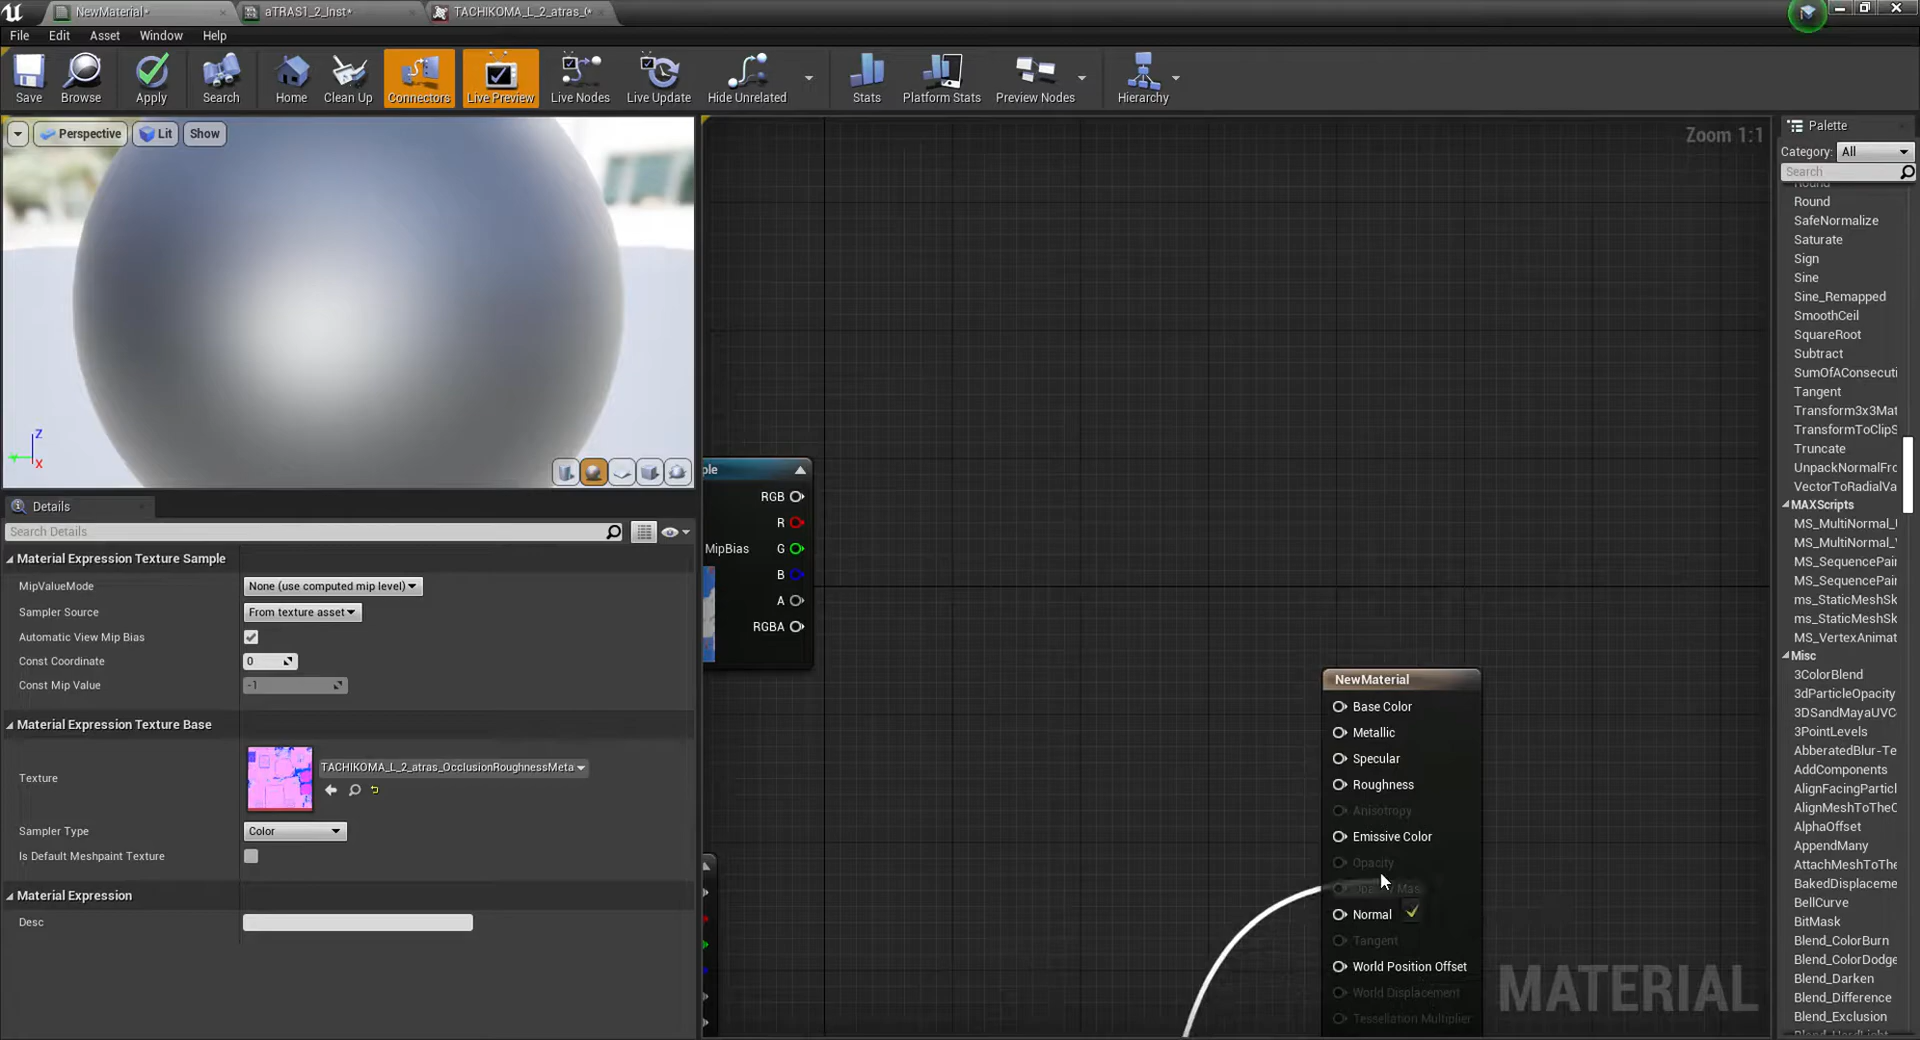 NewMaterial*
aTRAS1_2_Inst*
TACHIKOMA_L_2_atras_(*
File Edit Asset Window Help
Save Browse Apply Search Home Clean Up Connectors Live Preview Live Nodes Live Update Hide Unrelated Stats Platform Stats Preview Nodes Hierarchy
Perspective Lit Show
Zoom 1:1
Z
X
Details
Search Details
Material Expression Texture Sample
MipValueMode None (use computed mip level)
Sampler Source From texture asset
Automatic View Mip Bias
Const Coordinate 0
Const Mip Value -1
Material Expression Texture Base
Texture TACHIKOMA_L_2_atras_OcclusionRoughnessMeta
Sampler Type Color
Is Default Meshpaint Texture
Material Expression
Desc
ple
RGB
R
MipBias G
B
A
RGBA
NewMaterial
Base Color
Metallic
Specular
Roughness
Anisotropy
Emissive Color
Opacity
Normal
Tangent
World Position Offset
World Displacement
Tessellation Multiplier
MATERIAL
Palette
Category: All
Search
Round
Round
SafeNormalize
Saturate
Sign
Sine
Sine_Remapped
SmoothCeil
SquareRoot
Subtract
SumOfAConsecuti
Tangent
Transform3x3Mat
TransformToClipS
Truncate
UnpackNormalFro
VectorToRadialVa
MAXScripts
MS_MultiNormal_U
MS_MultiNormal_V
MS_SequencePair
MS_SequencePair
ms_StaticMeshSk
ms_StaticMeshSk
MS_VertexAnimat
Misc
3ColorBlend
3dParticleOpacity
3DSandMayaUVC
3PointLevels
AbberatedBlur-Te
AddComponents
AlignFacingParticl
AlignMeshToTheC
AlphaOffset
AppendMany
AttachMeshToThe
BakedDisplaceme
BellCurve
BitMask
Blend_ColorBurn
Blend_ColorDodge
Blend_Darken
Blend_Difference
Blend_Exclusion